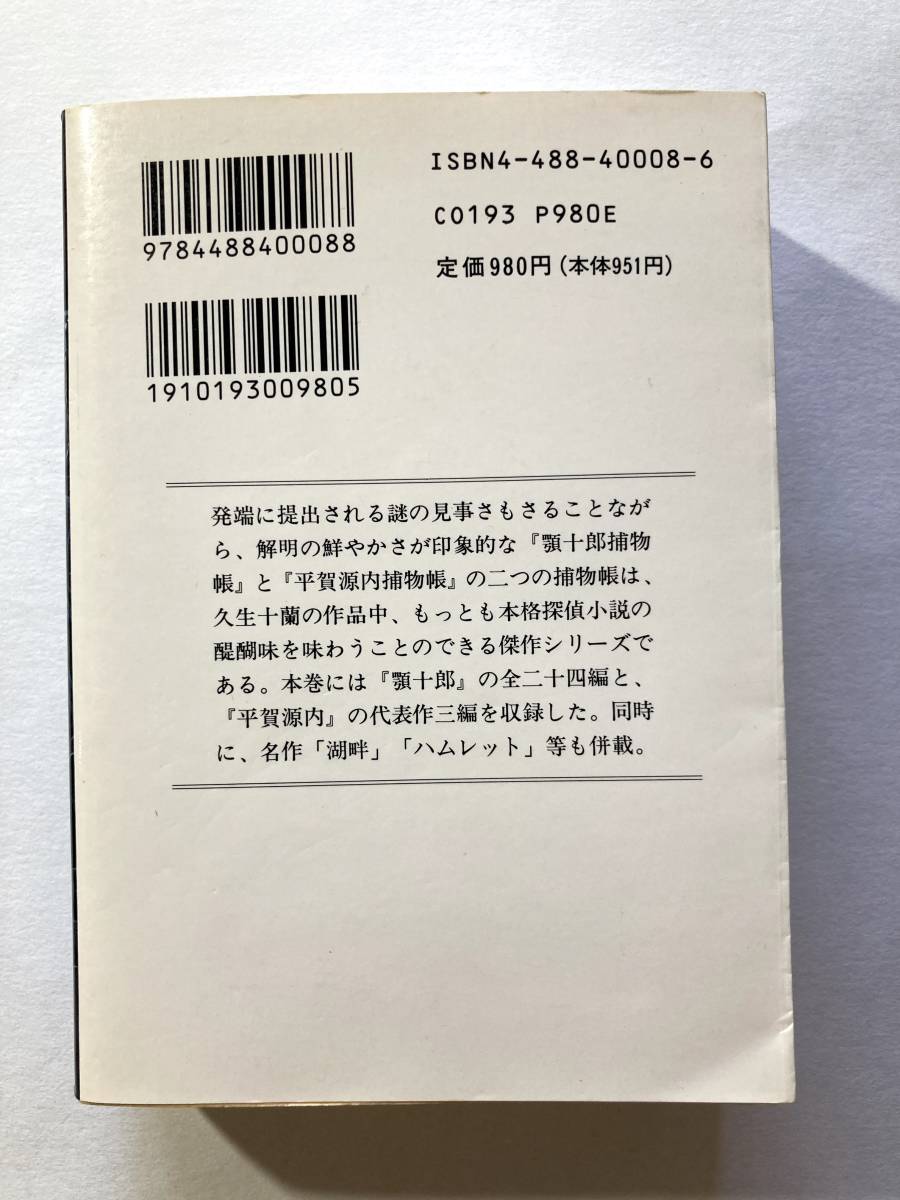 9784488400088
1910193009805
ISBN4-488-40008-6
C0193 P980E
定価980円(本体951円)
発端に提出される謎の見事さもさることなが
ら、解明の鮮やかさが印象的な『顎十郎捕物
帳』と『平賀源内捕物帳』の二つの捕物帳は、
久生十蘭の作品中、もっとも本格探偵小説の
醍醐味を味わうことのできる傑作シリーズで
ある。本巻には『顎十郎』の全二十四編と、
『平賀源内』の代表作三編を収録した。同時
に、名作「湖畔」「ハムレット」等も併載。